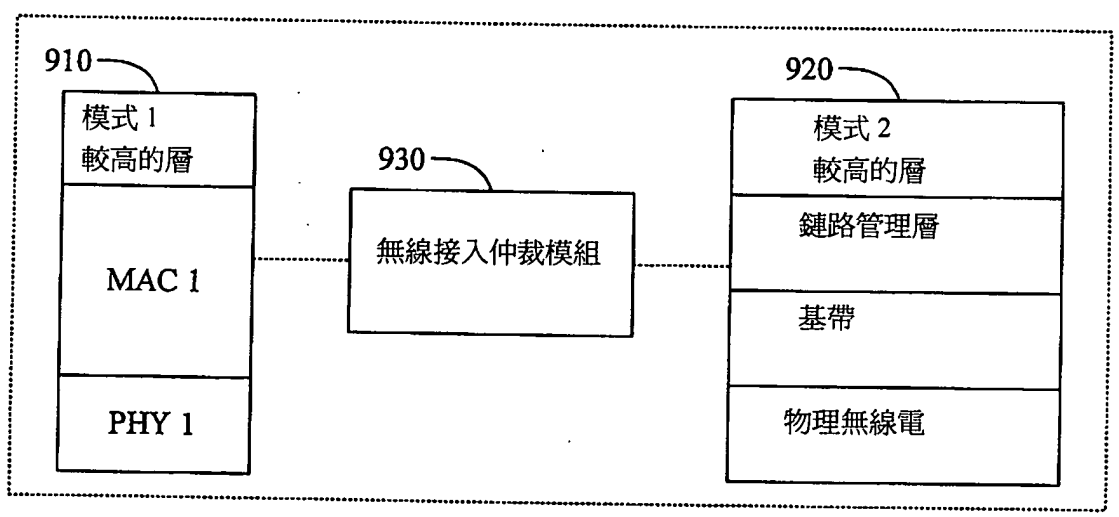 910
模式 1
較高的層
MAC 1
PHY 1
930
無線接入仲裁模組
920
模式 2
較高的層
鏈路管理層
基帶
物理無線電